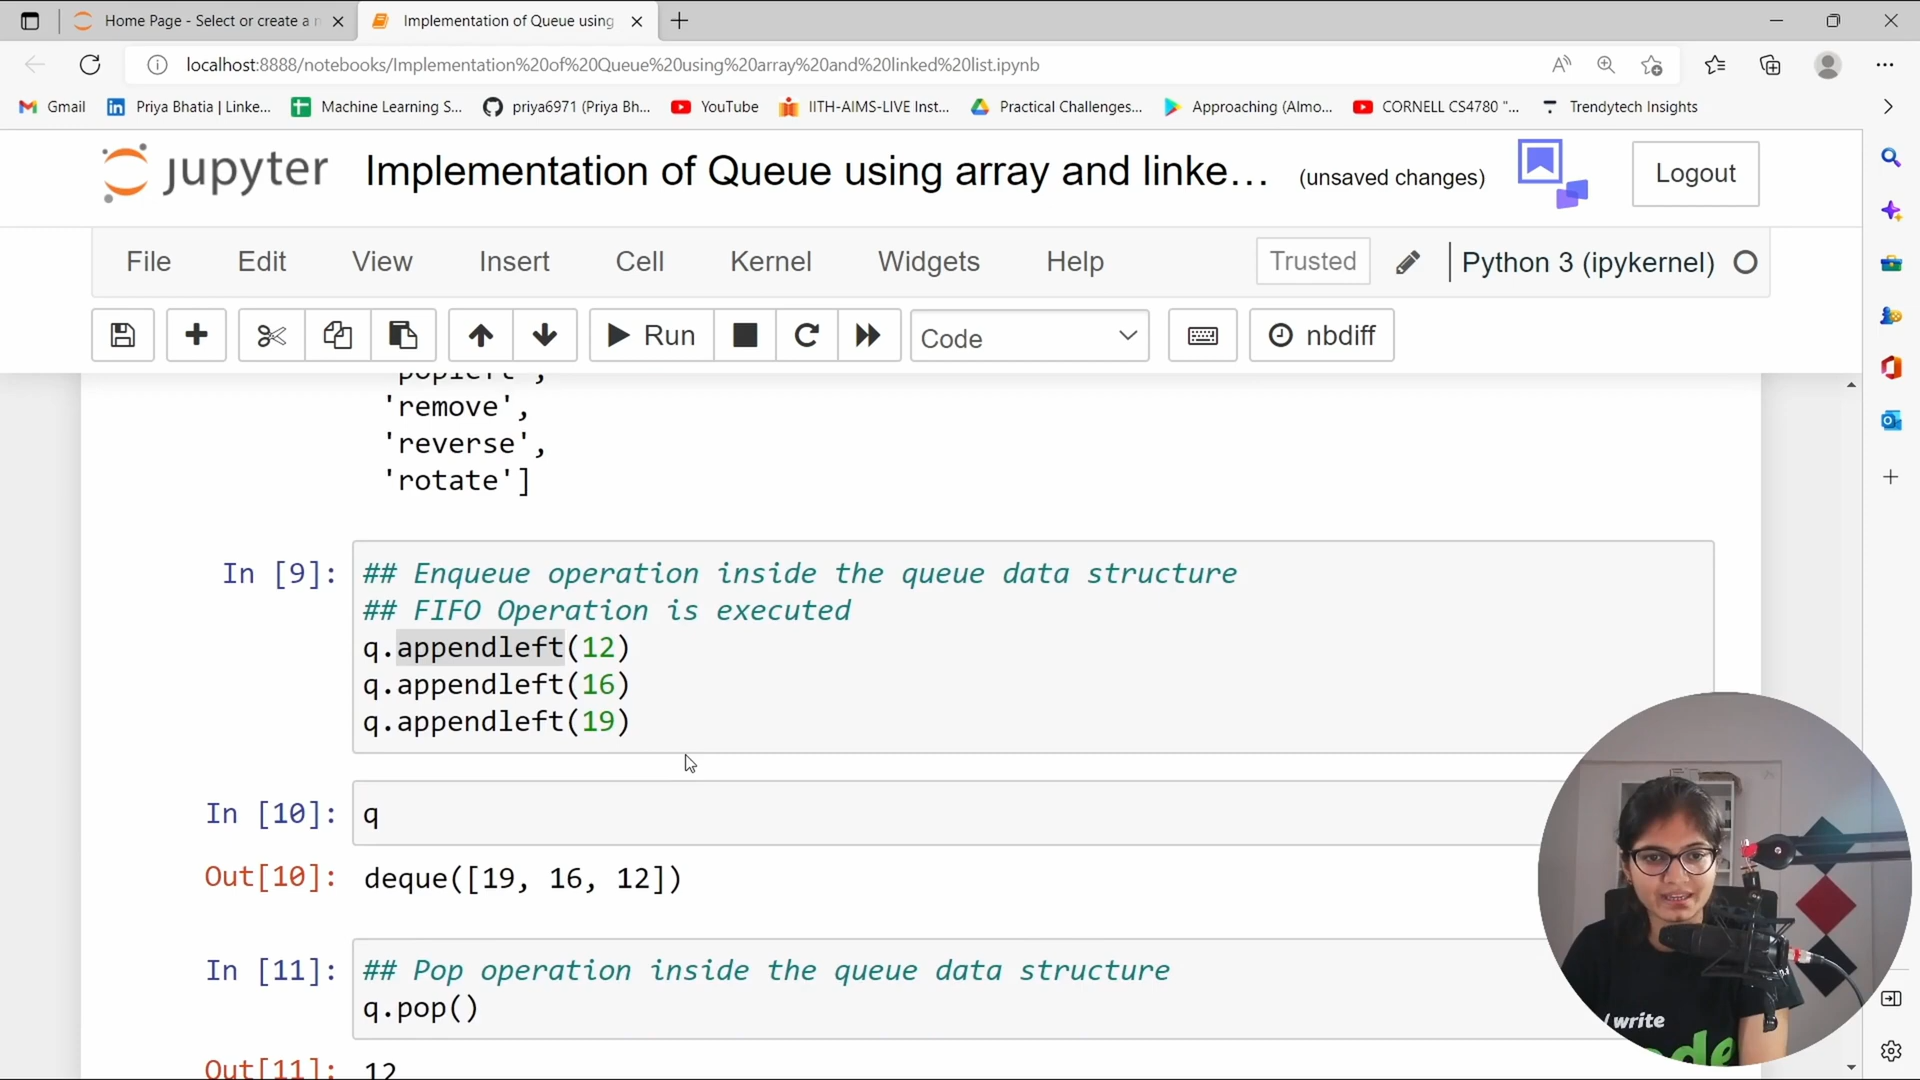 Home Page - Select or create a n
Implementation of Queue using
localhost:8888/notebooks/Implementation%20of%20Queue%20using%20array%20and%20linked%20list.ipynb
Gmail
Priya Bhatia | Linke...
Machine Learning S...
priya6971 (Priya Bh...
YouTube
IITH-AIMS-LIVE Inst...
Practical Challenges...
Approaching (Almo...
CORNELL CS4780 "...
Trendytech Insights
jupyter Implementation of Queue using array and linke... (unsaved changes) Logout
File Edit View Insert Cell Kernel Widgets Help Trusted Python 3 (ipykernel)
Run Code nbdiff
'popleft',
'remove',
'reverse',
'rotate']
In [9]: ## Enqueue operation inside the queue data structure
## FIFO Operation is executed
q.appendleft(12)
q.appendleft(16)
q.appendleft(19)
In [10]: q
Out[10]: deque([19, 16, 12])
In [11]: ## Pop operation inside the queue data structure
q.pop()
Out[11]: 12
write